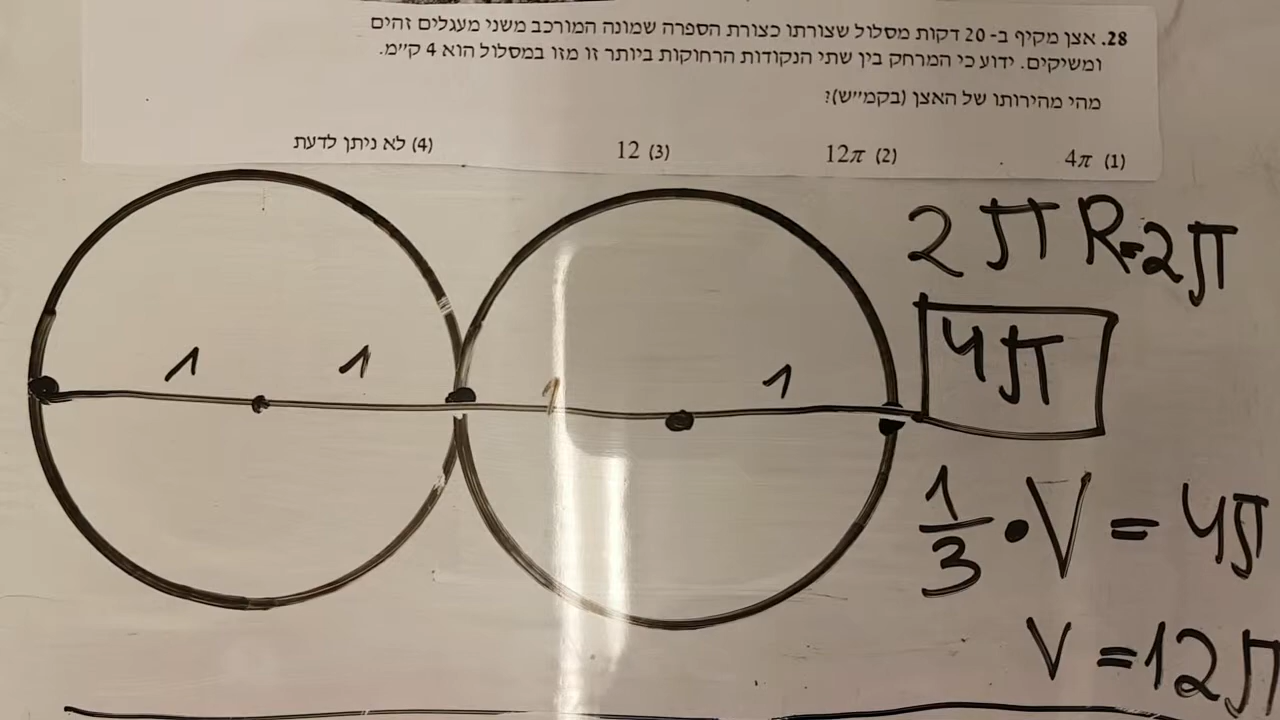 28. אצן מקיף ב- 20 דקות מסלול שצורתו כצורת הספרה שמונה המורכב משני מעגלים זהים
ומשיקים. ידוע כי המרחק בין שתי הנקודות הרחוקות ביותר זו מזו במסלול הוא 4 ק״מ.
מהי מהירותו של האצן (בקמ״ש)?
(1) 4π (2) 12π (3) 12 (4) לא ניתן לדעת
2πR=2π
4π
1 1 1 1
1/3 · V = 4π
V = 12π